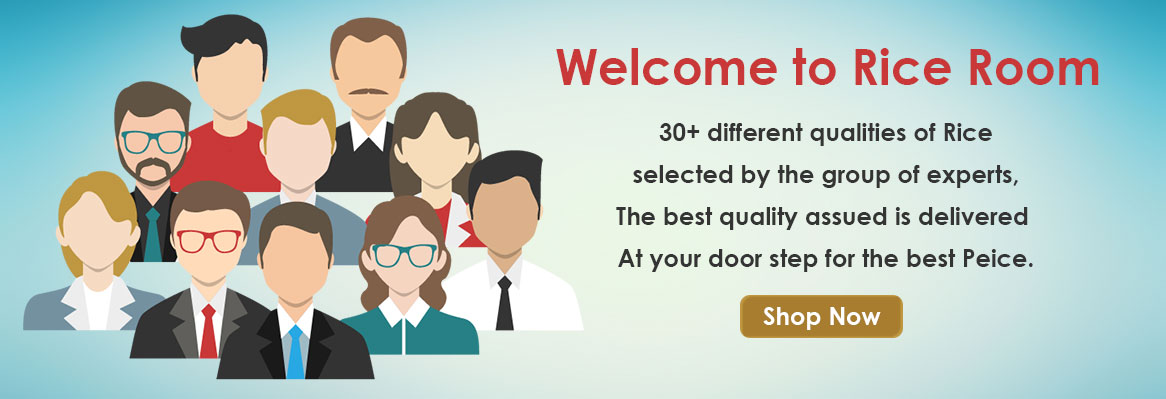 Welcome to Rice Room
30+ different qualities of Rice
selected by the group of experts,
The best quality assued is delivered
At your door step for the best Peice.
Shop Now